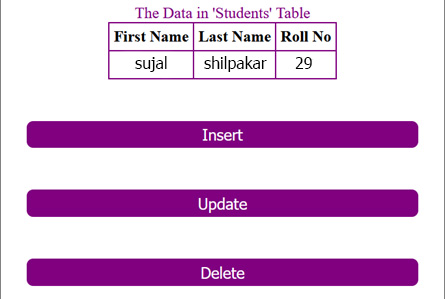 The Data in 'Students' Table
First Name Last Name Roll No
sujal shilpakar 29
Insert
Update
Delete